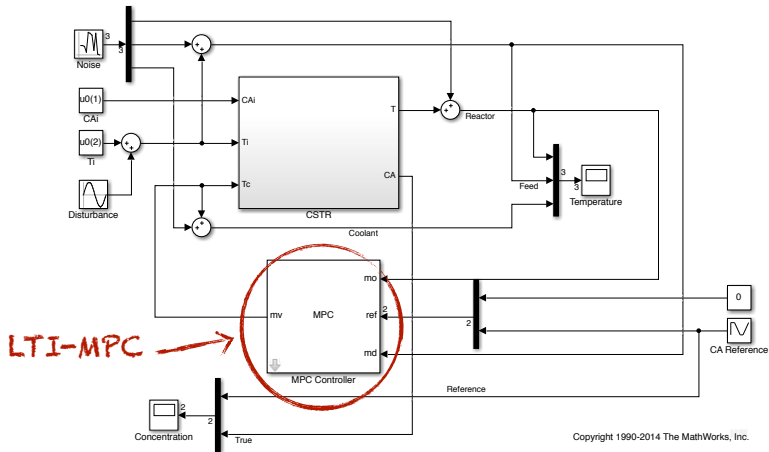 3
3
Noise
u0(1)
CAi
u0(2)
Ti
Disturbance
CAi
Ti
Tc
T
CA
CSTR
Reactor
Feed
Coolant
3
3
Temperature
mo
mv
MPC
ref
md
MPC Controller
2
2
0
CA Reference
LTI-MPC
Reference
True
2
2
Concentration
Copyright 1990-2014 The MathWorks, Inc.